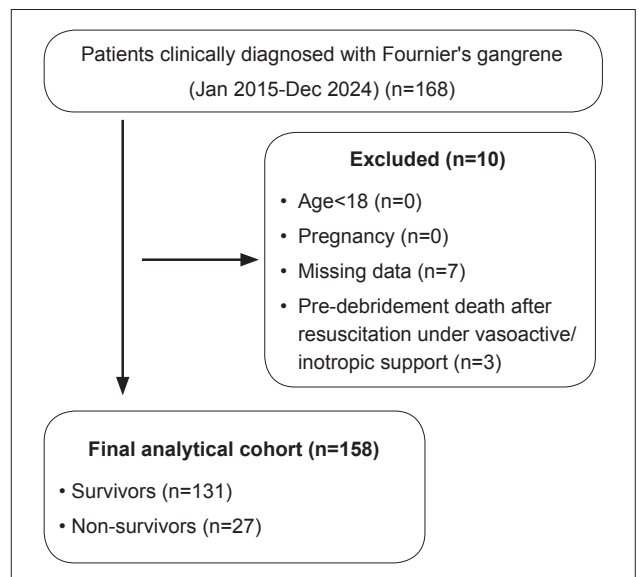 Patients clinically diagnosed with Fournier's gangrene
(Jan 2015-Dec 2024) (n=168)
Excluded (n=10)
• Age<18 (n=0)
• Pregnancy (n=0)
• Missing data (n=7)
• Pre-debridement death after
resuscitation under vasoactive/
inotropic support (n=3)
Final analytical cohort (n=158)
• Survivors (n=131)
• Non-survivors (n=27)